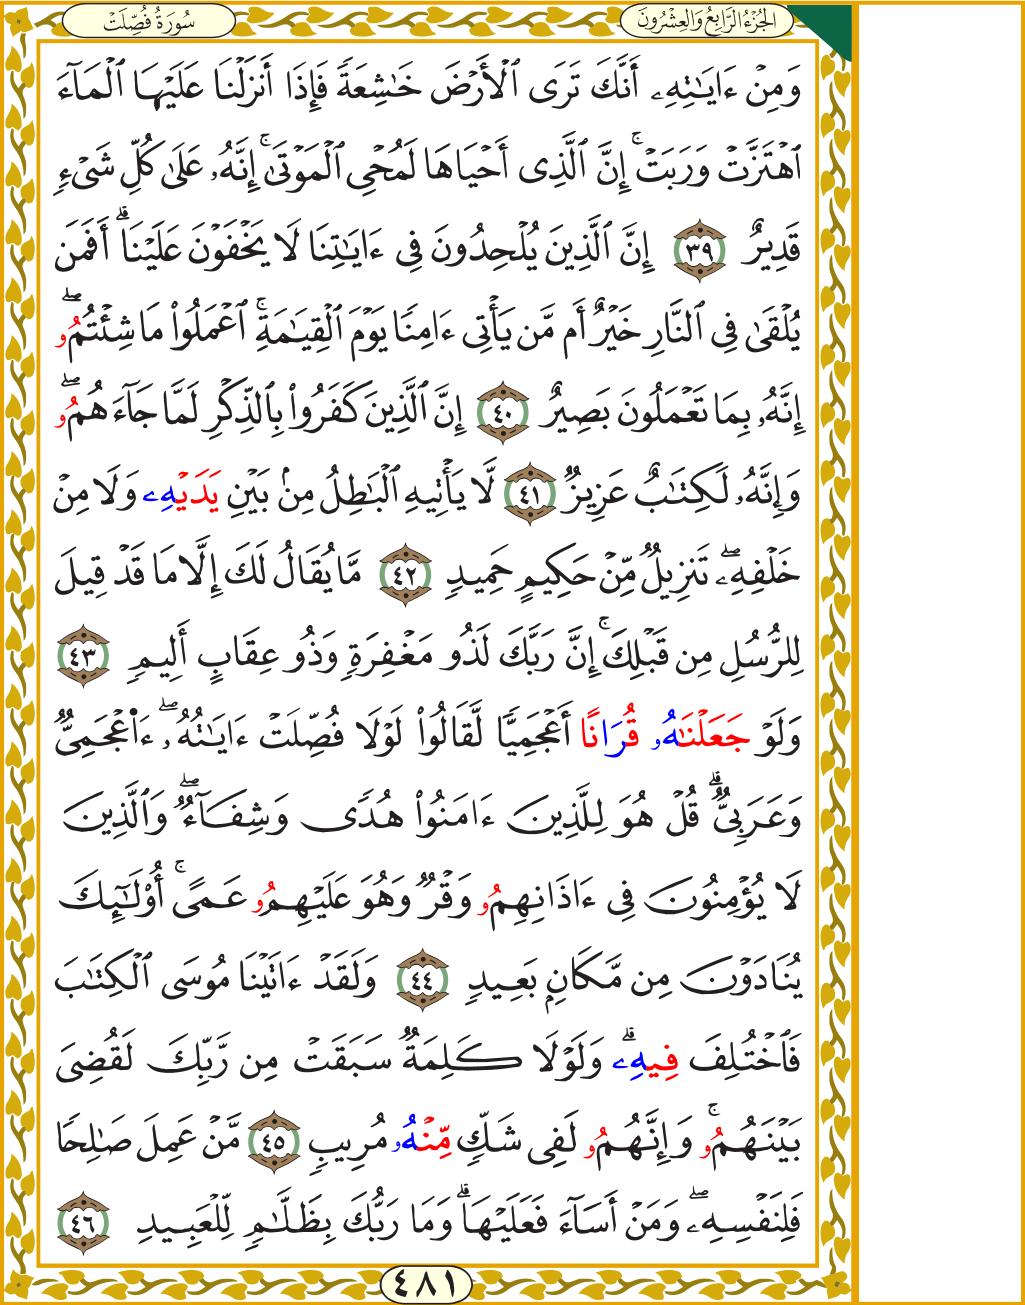 الجُزْءُ الرَّابِعُ وَالعِشْرُونَ
سُورَةُ فُصِّلَتْ
وَمِنْ ءَايَٰتِهِۦٓ أَنَّكَ تَرَى ٱلْأَرْضَ خَٰشِعَةً فَإِذَآ أَنزَلْنَا عَلَيْهَا ٱلْمَآءَ
ٱهْتَزَّتْ وَرَبَتْۚ إِنَّ ٱلَّذِىٓ أَحْيَاهَا لَمُحْىِ ٱلْمَوْتَىٰٓۚ إِنَّهُۥ عَلَىٰ كُلِّ شَىْءٍ
قَدِيرٌ ٣٩ إِنَّ ٱلَّذِينَ يُلْحِدُونَ فِىٓ ءَايَٰتِنَا لَا يَخْفَوْنَ عَلَيْنَآۗ أَفَمَن
يُلْقَىٰ فِى ٱلنَّارِ خَيْرٌ أَم مَّن يَأْتِىٓ ءَامِنًا يَوْمَ ٱلْقِيَٰمَةِۚ ٱعْمَلُوا۟ مَا شِئْتُمُۥۖ
إِنَّهُۥ بِمَا تَعْمَلُونَ بَصِيرٌ ٤٠ إِنَّ ٱلَّذِينَ كَفَرُوا۟ بِٱلذِّكْرِ لَمَّا جَآءَهُمُۥۖ
وَإِنَّهُۥ لَكِتَٰبٌ عَزِيزٌ ٤١ لَّا يَأْتِيهِ ٱلْبَٰطِلُ مِنۢ بَيْنِ يَدَيْهِۦ وَلَا مِنْ
خَلْفِهِۦۖ تَنزِيلٌ مِّنْ حَكِيمٍ حَمِيدٍ ٤٢ مَّا يُقَالُ لَكَ إِلَّا مَا قَدْ قِيلَ
لِلرُّسُلِ مِن قَبْلِكَۚ إِنَّ رَبَّكَ لَذُو مَغْفِرَةٍ وَذُو عِقَابٍ أَلِيمٍ ٤٣
وَلَوْ جَعَلْنَٰهُۥ قُرَانًا أَعْجَمِيًّا لَّقَالُوا۟ لَوْلَا فُصِّلَتْ ءَايَٰتُهُۥٓۖ ءَا۬عْجَمِىٌّ
وَعَرَبِىٌّۗ قُلْ هُوَ لِلَّذِينَ ءَامَنُوا۟ هُدًى وَشِفَآءٌۖ وَٱلَّذِينَ
لَا يُؤْمِنُونَ فِىٓ ءَاذَانِهِمُۥ وَقْرٌ وَهُوَ عَلَيْهِمُۥ عَمًىۚ أُو۟لَٰٓئِكَ
يُنَادَوْنَ مِن مَّكَانٍۭ بَعِيدٍ ٤٤ وَلَقَدْ ءَاتَيْنَا مُوسَى ٱلْكِتَٰبَ
فَٱخْتُلِفَ فِيهِۦۗ وَلَوْلَا كَلِمَةٌ سَبَقَتْ مِن رَّبِّكَ لَقُضِىَ
بَيْنَهُمُۥۚ وَإِنَّهُمُۥ لَفِى شَكٍّ مِّنْهُۥ مُرِيبٍ ٤٥ مَّنْ عَمِلَ صَٰلِحًا
فَلِنَفْسِهِۦۖ وَمَنْ أَسَآءَ فَعَلَيْهَاۗ وَمَا رَبُّكَ بِظَلَّٰمٍ لِّلْعَبِيدِ ٤٦
٤٨١